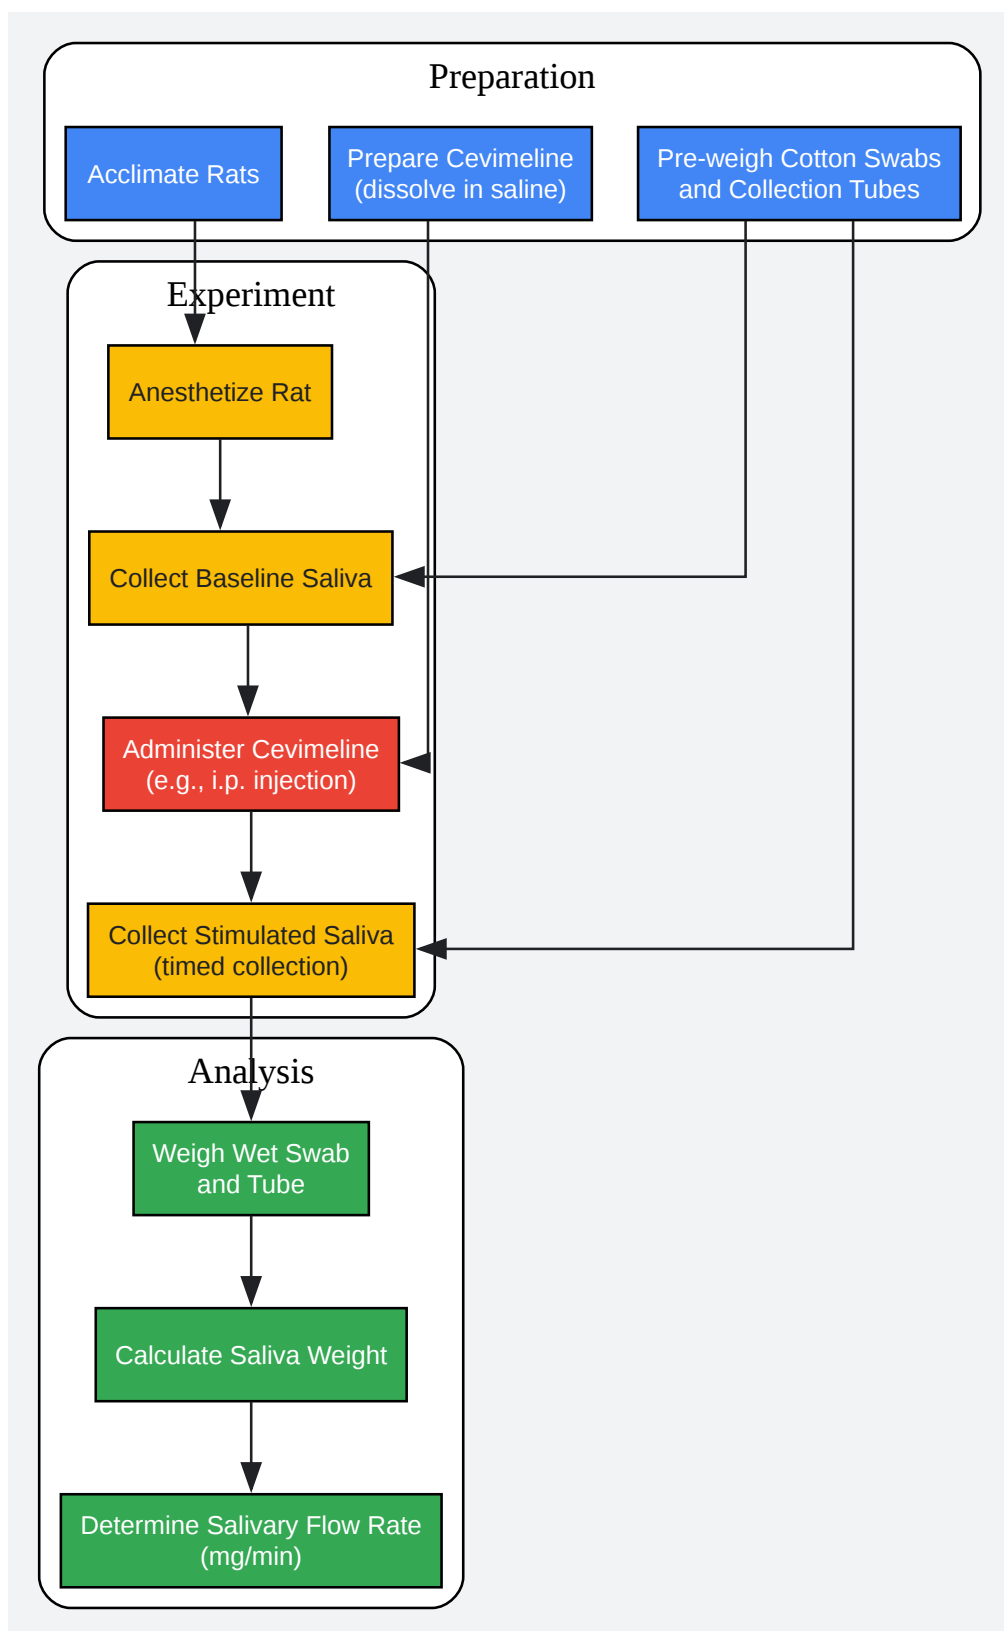 Preparation
Acclimate Rats
Prepare Cevimeline
(dissolve in saline)
Pre-weigh Cotton Swabs
and Collection Tubes
Experiment
Anesthetize Rat
Collect Baseline Saliva
Administer Cevimeline
(e.g., i.p. injection)
Collect Stimulated Saliva
(timed collection)
Analysis
Weigh Wet Swab
and Tube
Calculate Saliva Weight
Determine Salivary Flow Rate
(mg/min)